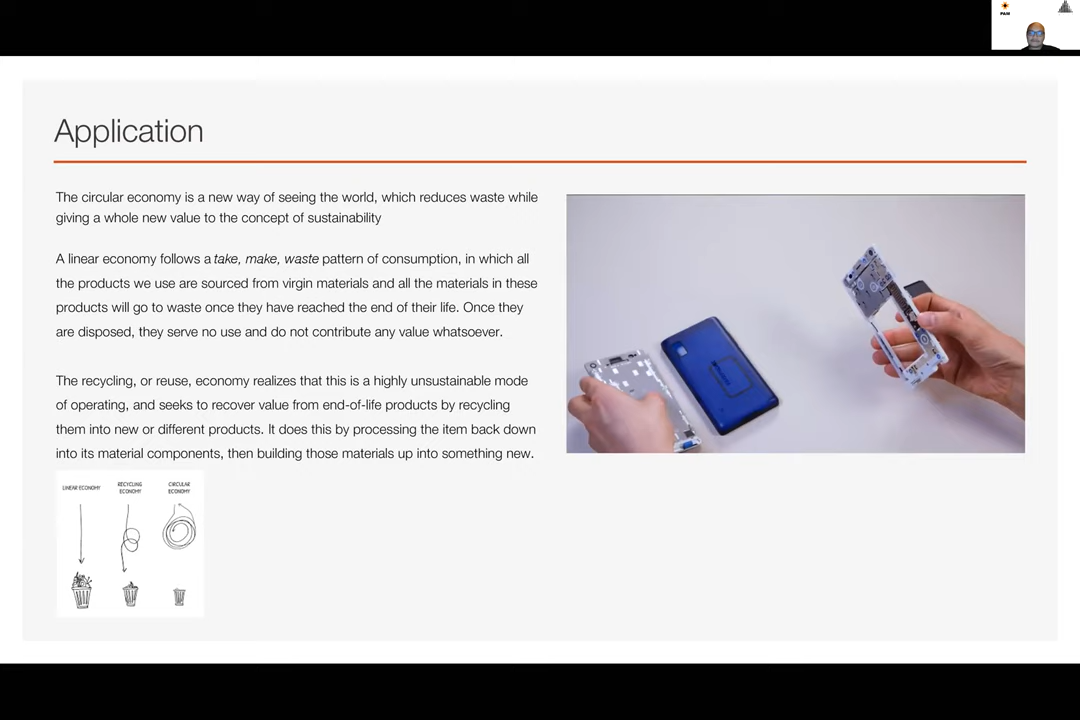 PAM
Application
The circular economy is a new way of seeing the world, which reduces waste while
giving a whole new value to the concept of sustainability
A linear economy follows a take, make, waste pattern of consumption, in which all
the products we use are sourced from virgin materials and all the materials in these
products will go to waste once they have reached the end of their life. Once they
are disposed, they serve no use and do not contribute any value whatsoever.
The recycling, or reuse, economy realizes that this is a highly unsustainable mode
of operating, and seeks to recover value from end-of-life products by recycling
them into new or different products. It does this by processing the item back down
into its material components, then building those materials up into something new.
LINEAR ECONOMY
RECYCLING
ECONOMY
CIRCULAR
ECONOMY